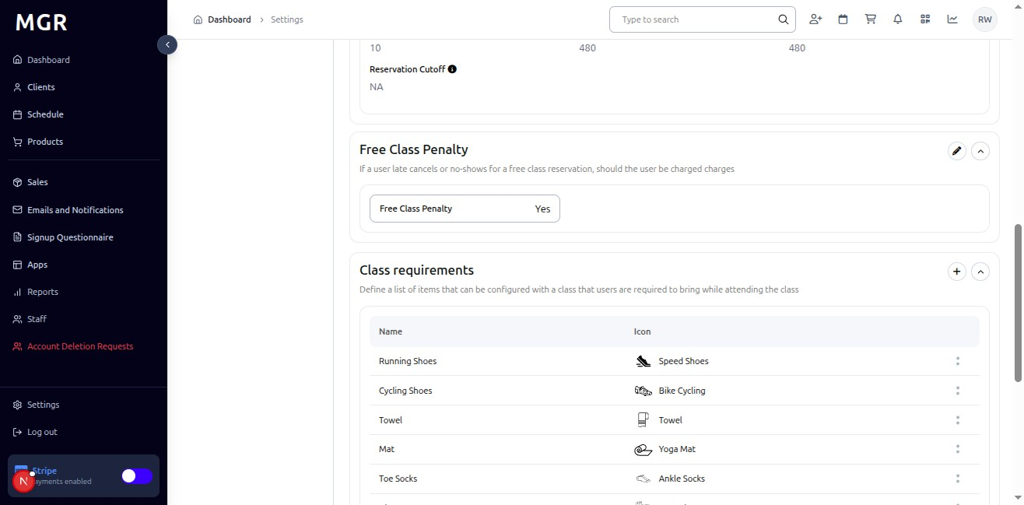 MGR
Dashboard
Clients
Schedule
Products
Sales
Emails and Notifications
Signup Questionnaire
Apps
Reports
Staff
Account Deletion Requests
Settings
Log out
Stripe
ayments enabled
N
Dashboard > Settings
Type to search
RW
10 480 480
Reservation Cutoff
NA
Free Class Penalty
If a user late cancels or no-shows for a free class reservation, should the user be charged charges
Free Class Penalty Yes
Class requirements
Define a list of items that can be configured with a class that users are required to bring while attending the class
Name Icon
Running Shoes Speed Shoes
Cycling Shoes Bike Cycling
Towel Towel
Mat Yoga Mat
Toe Socks Ankle Socks